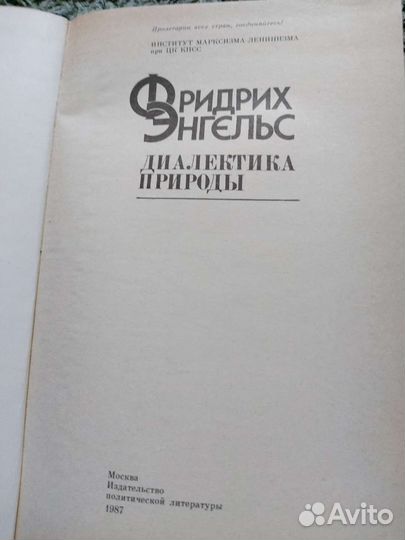 Пролетарии всех стран, соединяйтесь!
ИНСТИТУТ МАРКСИЗМА-ЛЕНИНИЗМА
при ЦК КПСС
ФРИДРИХ
ЭНГЕЛЬС
ДИАЛЕКТИКА
ПРИРОДЫ
Москва
Издательство
политической литературы
1987
Avito